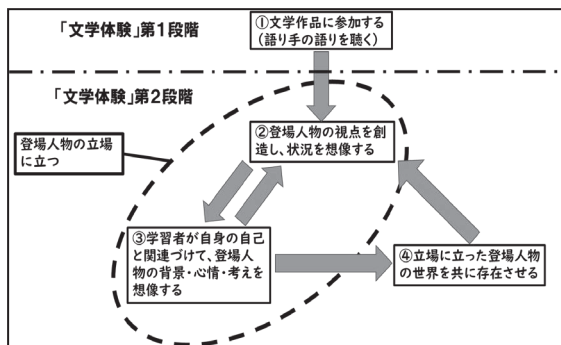 「文学体験」第1段階
①文学作品に参加する
(語り手の語りを聴く)
「文学体験」第2段階
登場人物の立場
に立つ
②登場人物の視点を創
造し、状況を想像する
③学習者が自身の自己
と関連づけて、登場人
物の背景・心情・考えを
想像する
④立場に立った登場人物
の世界を共に存在させる